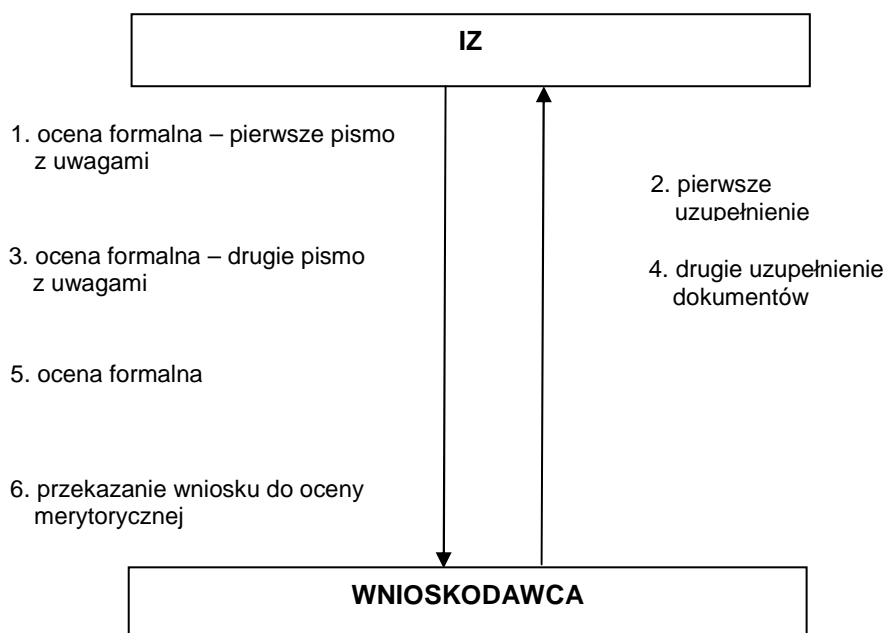 IZ
1. ocena formalna – pierwsze pismo
z uwagami
2. pierwsze
uzupełnienie
3. ocena formalna – drugie pismo
z uwagami
4. drugie uzupełnienie
dokumentów
5. ocena formalna
6. przekazanie wniosku do oceny
merytorycznej
WNIOSKODAWCA